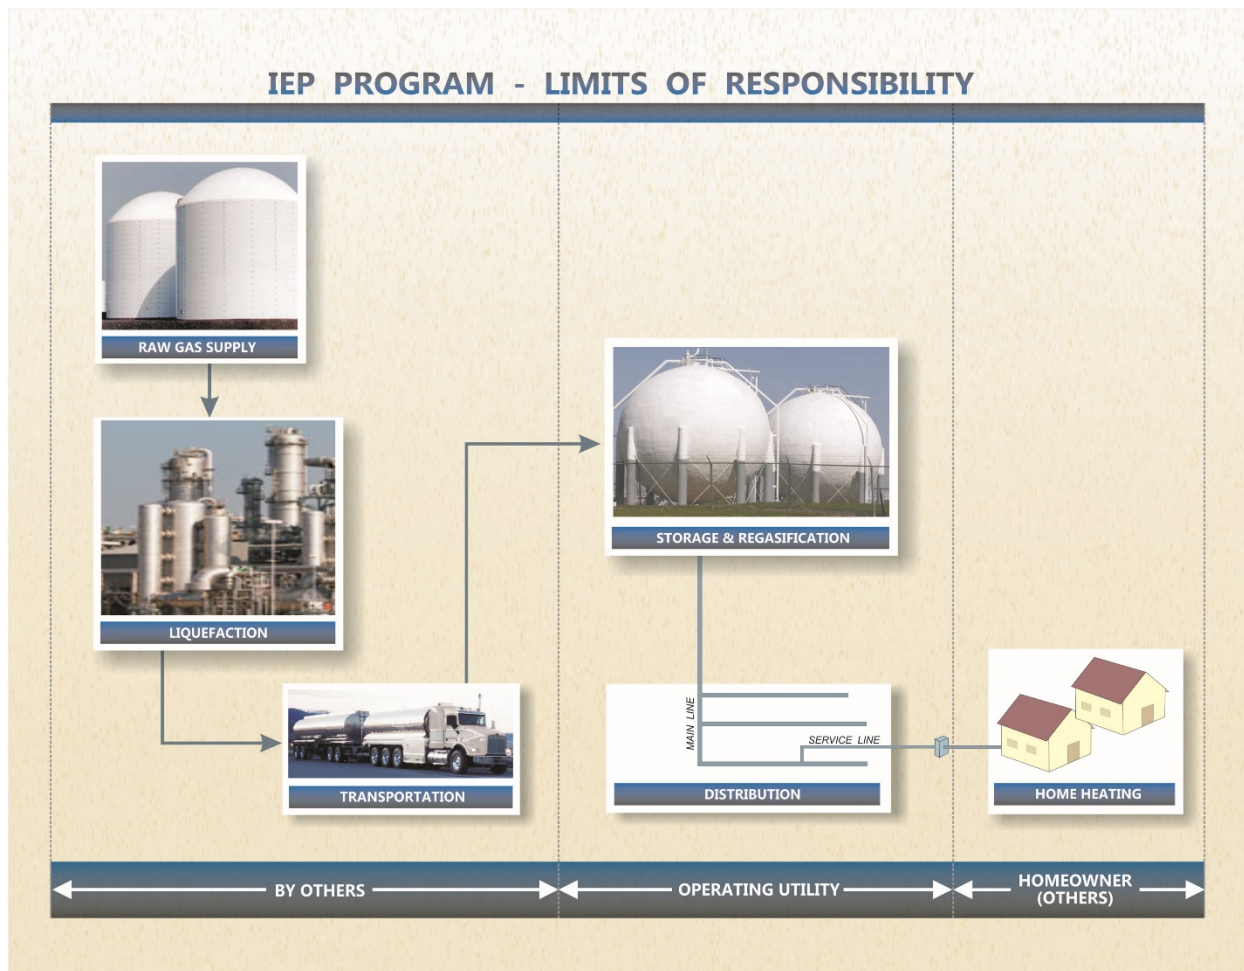 IEP PROGRAM - LIMITS OF RESPONSIBILITY
RAW GAS SUPPLY
LIQUEFACTION
TRANSPORTATION
STORAGE & REGASIFICATION
MAIN LINE
SERVICE LINE
DISTRIBUTION
HOME HEATING
BY OTHERS
OPERATING UTILITY
HOMEOWNER
(OTHERS)